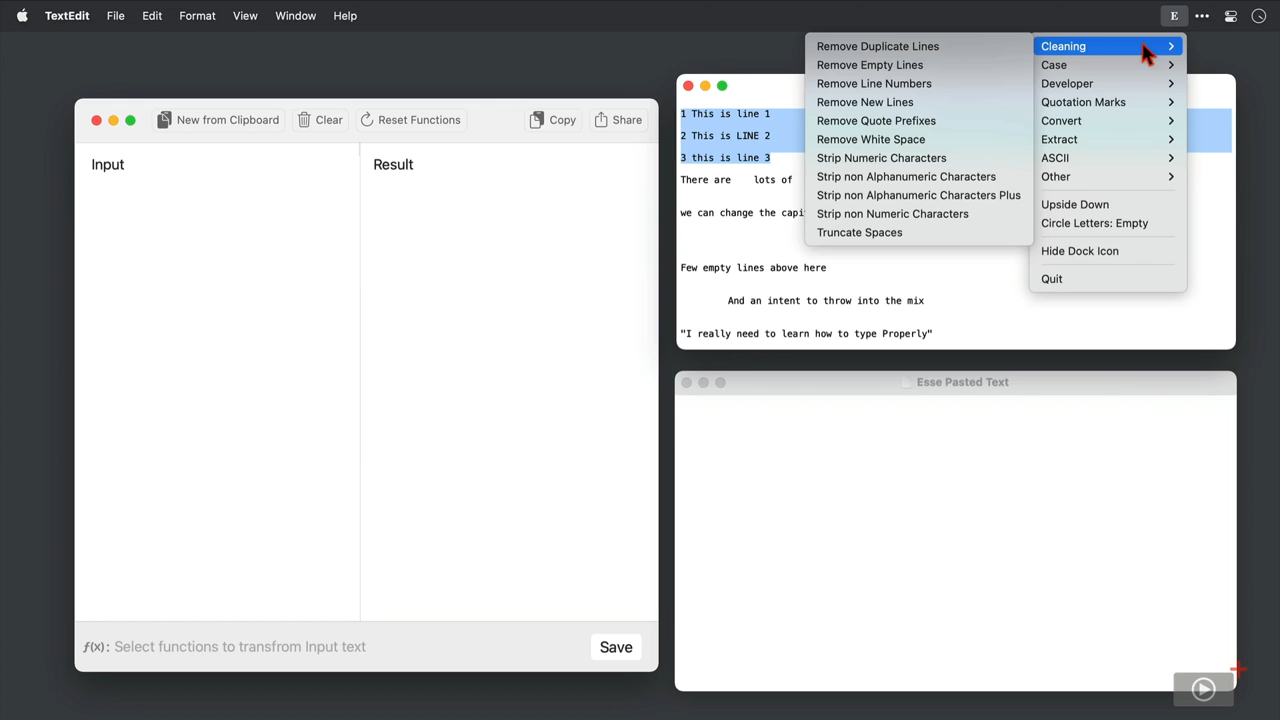 TextEdit File Edit Format View Window Help E
New from Clipboard Clear Reset Functions Copy Share
Input
Result
ƒ(x): Select functions to transfrom Input text
Save
1 This is line 1
2 This is LINE 2
3 this is line 3
There are    lots of
we can change the capi
Few empty lines above here
And an intent to throw into the mix
"I really need to learn how to type Properly"
Remove Duplicate Lines
Remove Empty Lines
Remove Line Numbers
Remove New Lines
Remove Quote Prefixes
Remove White Space
Strip Numeric Characters
Strip non Alphanumeric Characters
Strip non Alphanumeric Characters Plus
Strip non Numeric Characters
Truncate Spaces
Cleaning
Case
Developer
Quotation Marks
Convert
Extract
ASCII
Other
Upside Down
Circle Letters: Empty
Hide Dock Icon
Quit
Esse Pasted Text